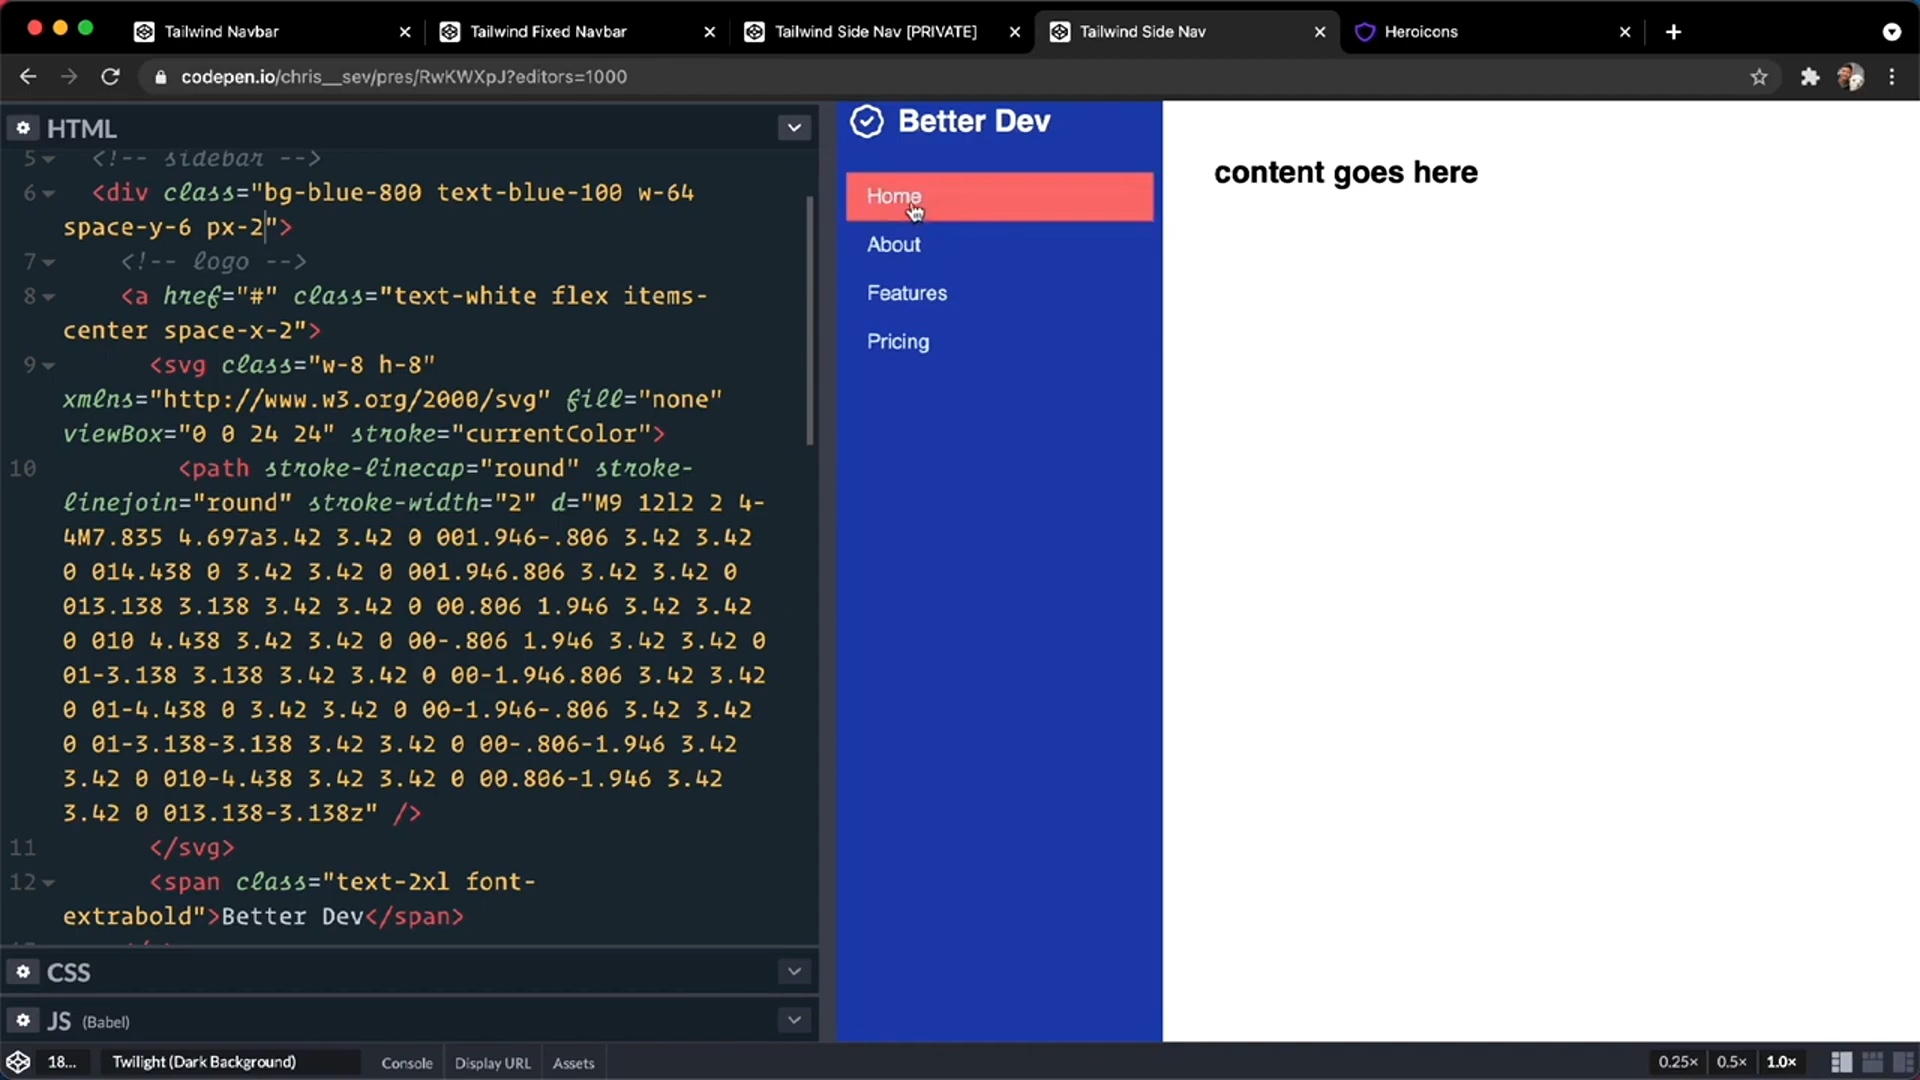 Tailwind Navbar
Tailwind Fixed Navbar
Tailwind Side Nav [PRIVATE]
Tailwind Side Nav
Heroicons
codepen.io/chris__sev/pres/RwKWXpJ?editors=1000
HTML
5 <!-- sidebar -->
6 <div class="bg-blue-800 text-blue-100 w-64
space-y-6 px-2">
7 <!-- logo -->
8 <a href="#" class="text-white flex items-
center space-x-2">
9 <svg class="w-8 h-8"
xmlns="http://www.w3.org/2000/svg" fill="none"
viewBox="0 0 24 24" stroke="currentColor">
10 <path stroke-linecap="round" stroke-
linejoin="round" stroke-width="2" d="M9 12l2 2 4-
4M7.835 4.697a3.42 3.42 0 001.946-.806 3.42 3.42
0 014.438 0 3.42 3.42 0 001.946.806 3.42 3.42 0
013.138 3.138 3.42 3.42 0 00.806 1.946 3.42 3.42
0 010 4.438 3.42 3.42 0 00-.806 1.946 3.42 3.42 0
01-3.138 3.138 3.42 3.42 0 00-1.946.806 3.42 3.42
0 01-4.438 0 3.42 3.42 0 00-1.946-.806 3.42 3.42
0 01-3.138-3.138 3.42 3.42 0 00-.806-1.946 3.42
3.42 0 010-4.438 3.42 3.42 0 00.806-1.946 3.42
3.42 0 013.138-3.138z" />
11 </svg>
12 <span class="text-2xl font-
extrabold">Better Dev</span>
CSS
JS (Babel)
18...
Twilight (Dark Background)
Console
Display URL
Assets
Better Dev
Home
About
Features
Pricing
content goes here
0.25×
0.5×
1.0×